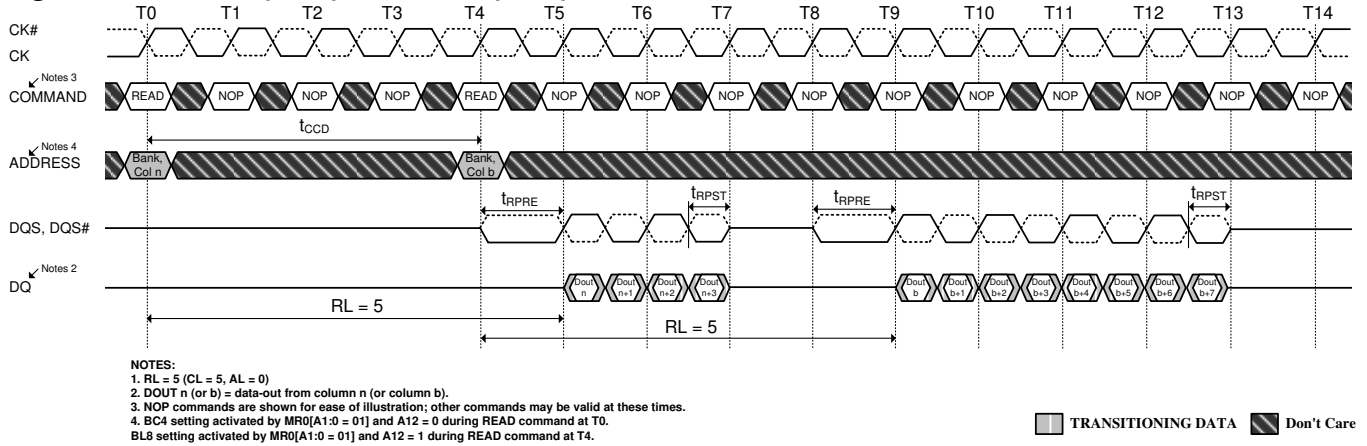 T0 T1 T2 T3 T4 T5 T6 T7 T8 T9 T10 T11 T12 T13 T14
CK#
CK
Notes 3
COMMAND READ NOP NOP NOP READ NOP NOP NOP NOP NOP NOP NOP NOP NOP NOP
tCCD
Notes 4
ADDRESS Bank, Col n Bank, Col b
tRPRE tRPST tRPRE tRPST
DQS, DQS#
Notes 2
DQ Dout n Dout n+1 Dout n+2 Dout n+3 Dout b Dout b+1 Dout b+2 Dout b+3 Dout b+4 Dout b+5 Dout b+6 Dout b+7
RL = 5
RL = 5
NOTES:
1. RL = 5 (CL = 5, AL = 0)
2. DOUT n (or b) = data-out from column n (or column b).
3. NOP commands are shown for ease of illustration; other commands may be valid at these times.
4. BC4 setting activated by MR0[A1:0 = 01] and A12 = 0 during READ command at T0.
BL8 setting activated by MR0[A1:0 = 01] and A12 = 1 during READ command at T4.
TRANSITIONING DATA Don't Care